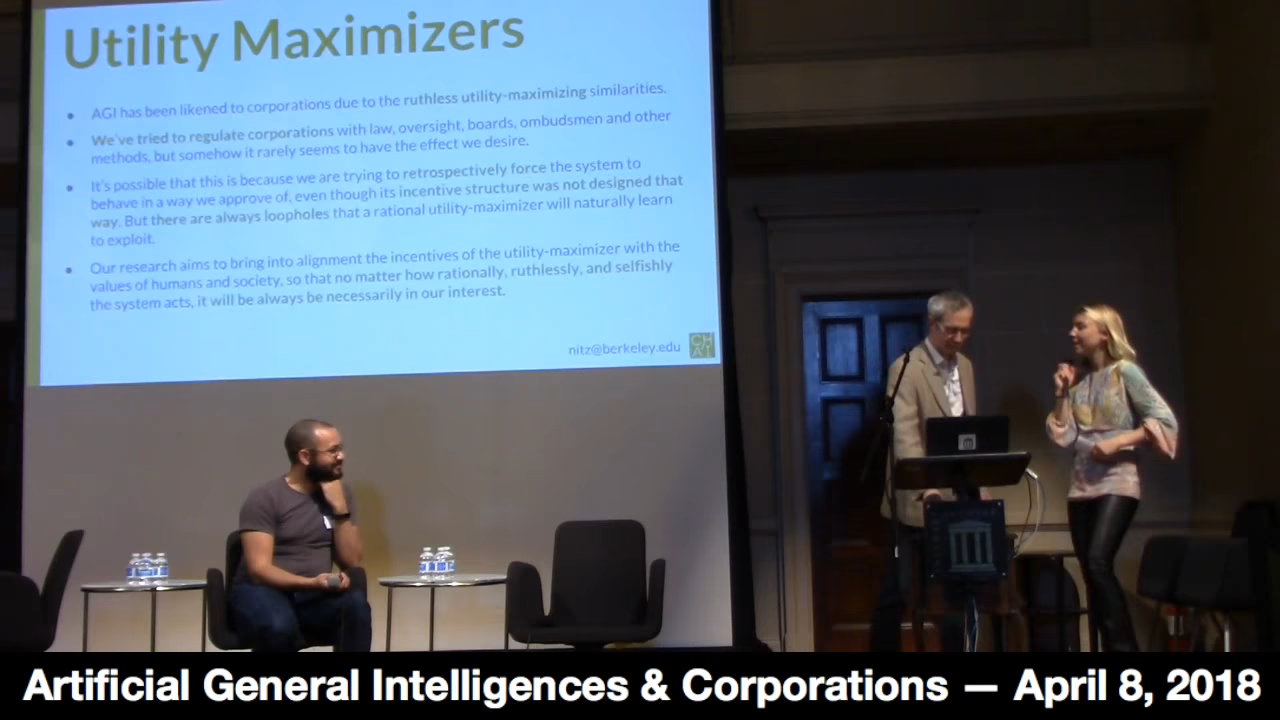 Utility Maximizers
• AGI has been likened to corporations due to the ruthless utility-maximizing similarities.
• We've tried to regulate corporations with law, oversight, boards, ombudsmen and other
methods, but somehow it rarely seems to have the effect we desire.
• It's possible that this is because we are trying to retrospectively force the system to
behave in a way we approve of, even though its incentive structure was not designed that
way. But there are always loopholes that a rational utility-maximizer will naturally learn
to exploit.
• Our research aims to bring into alignment the incentives of the utility-maximizer with the
values of humans and society, so that no matter how rationally, ruthlessly, and selfishly
the system acts, it will be always be necessarily in our interest.
nitz@berkeley.edu
CH
AI
Artificial General Intelligences & Corporations — April 8, 2018